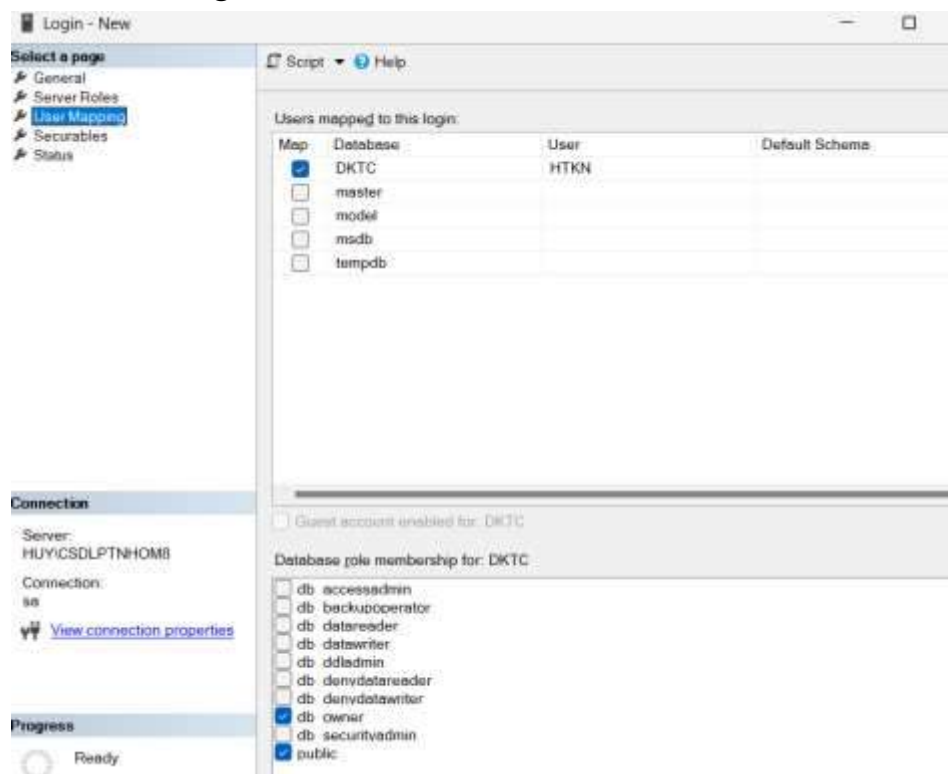 Login - New
Select a page
General
Server Roles
User Mapping
Securables
Status
Script
Help
Users mapped to this login:
Map Database User Default Schema
DKTC HTKN
master
model
msdb
tempdb
Guest account enabled for: DKTC
Database role membership for: DKTC
db_accessadmin
db_backupoperator
db_datareader
db_datawriter
db_ddladmin
db_denydatareader
db_denydatawriter
db_owner
db_securityadmin
public
Connection
Server:
HUY\CSDLPTNHOM8
Connection:
sa
View connection properties
Progress
Ready